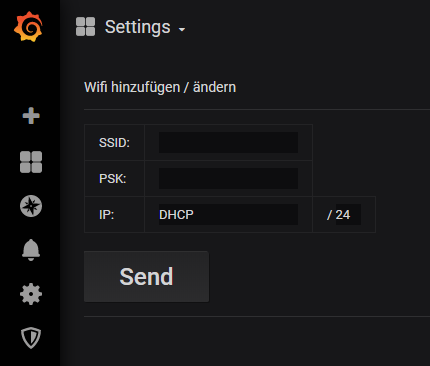 Settings
Wifi hinzufügen / ändern
SSID:
PSK:
IP: DHCP / 24
Send